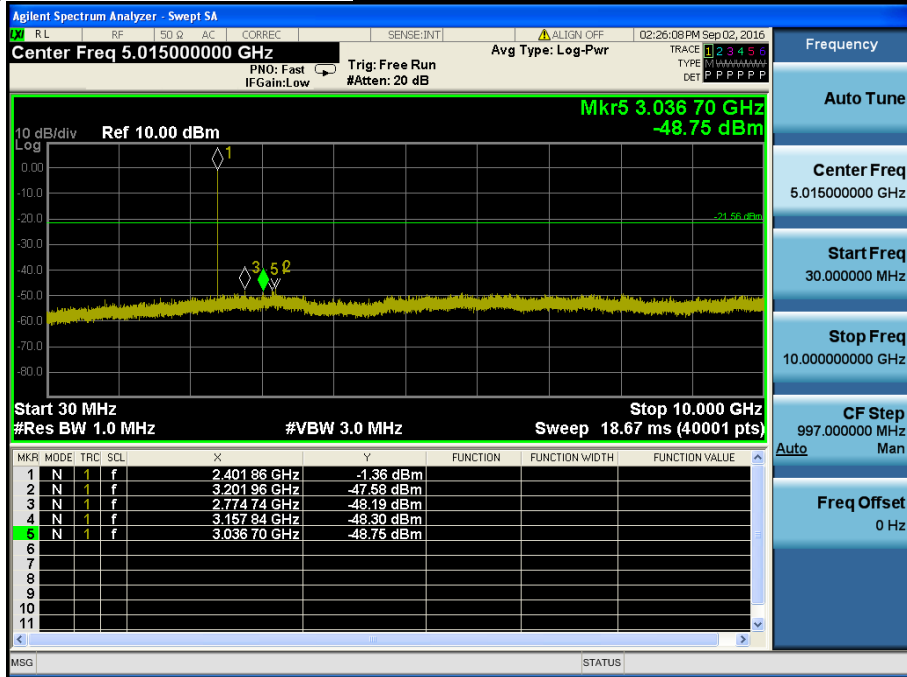 Agilent Spectrum Analyzer - Swept SA
LXI RL RF 50 Ω AC CORREC SENSE:INT ALIGN OFF 02:26:08 PM Sep 02, 2016
Center Freq 5.015000000 GHz
PNO: Fast
IFGain:Low
Trig: Free Run
#Atten: 20 dB
Avg Type: Log-Pwr
TRACE 1 2 3 4 5 6
TYPE M WWWWW
DET P P P P P P
Mkr5 3.036 70 GHz
-48.75 dBm
10 dB/div Ref 10.00 dBm
Log
0.00
-10.0
-20.0
-30.0
-40.0
-50.0
-60.0
-70.0
-80.0
1
-21.56 dBm
3 5 2
Start 30 MHz Stop 10.000 GHz
#Res BW 1.0 MHz #VBW 3.0 MHz Sweep 18.67 ms (40001 pts)
MKR MODE TRC SCL X Y FUNCTION FUNCTION WIDTH FUNCTION VALUE
1 N 1 f 2.401 86 GHz -1.36 dBm
2 N 1 f 3.201 96 GHz -47.58 dBm
3 N 1 f 2.774 74 GHz -48.19 dBm
4 N 1 f 3.157 84 GHz -48.30 dBm
5 N 1 f 3.036 70 GHz -48.75 dBm
6
7
8
9
10
11
MSG STATUS
Frequency
Auto Tune
Center Freq
5.015000000 GHz
Start Freq
30.000000 MHz
Stop Freq
10.000000000 GHz
CF Step
997.000000 MHz
Auto Man
Freq Offset
0 Hz